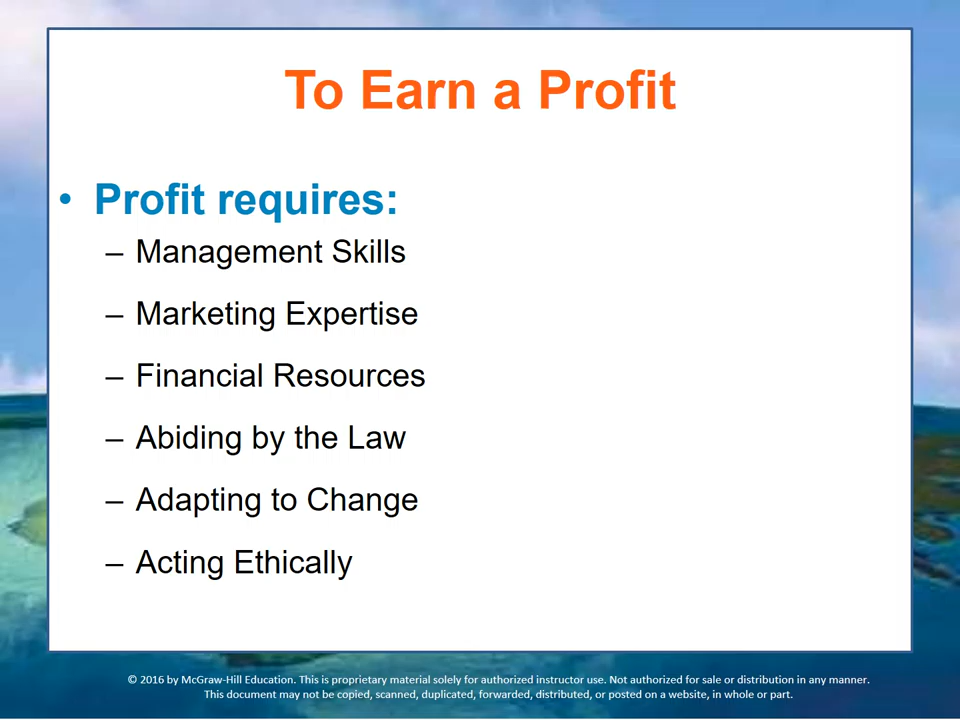 To Earn a Profit
• Profit requires:
– Management Skills
– Marketing Expertise
– Financial Resources
– Abiding by the Law
– Adapting to Change
– Acting Ethically
© 2016 by McGraw-Hill Education. This is proprietary material solely for authorized instructor use. Not authorized for sale or distribution in any manner.
This document may not be copied, scanned, duplicated, forwarded, distributed, or posted on a website, in whole or part.